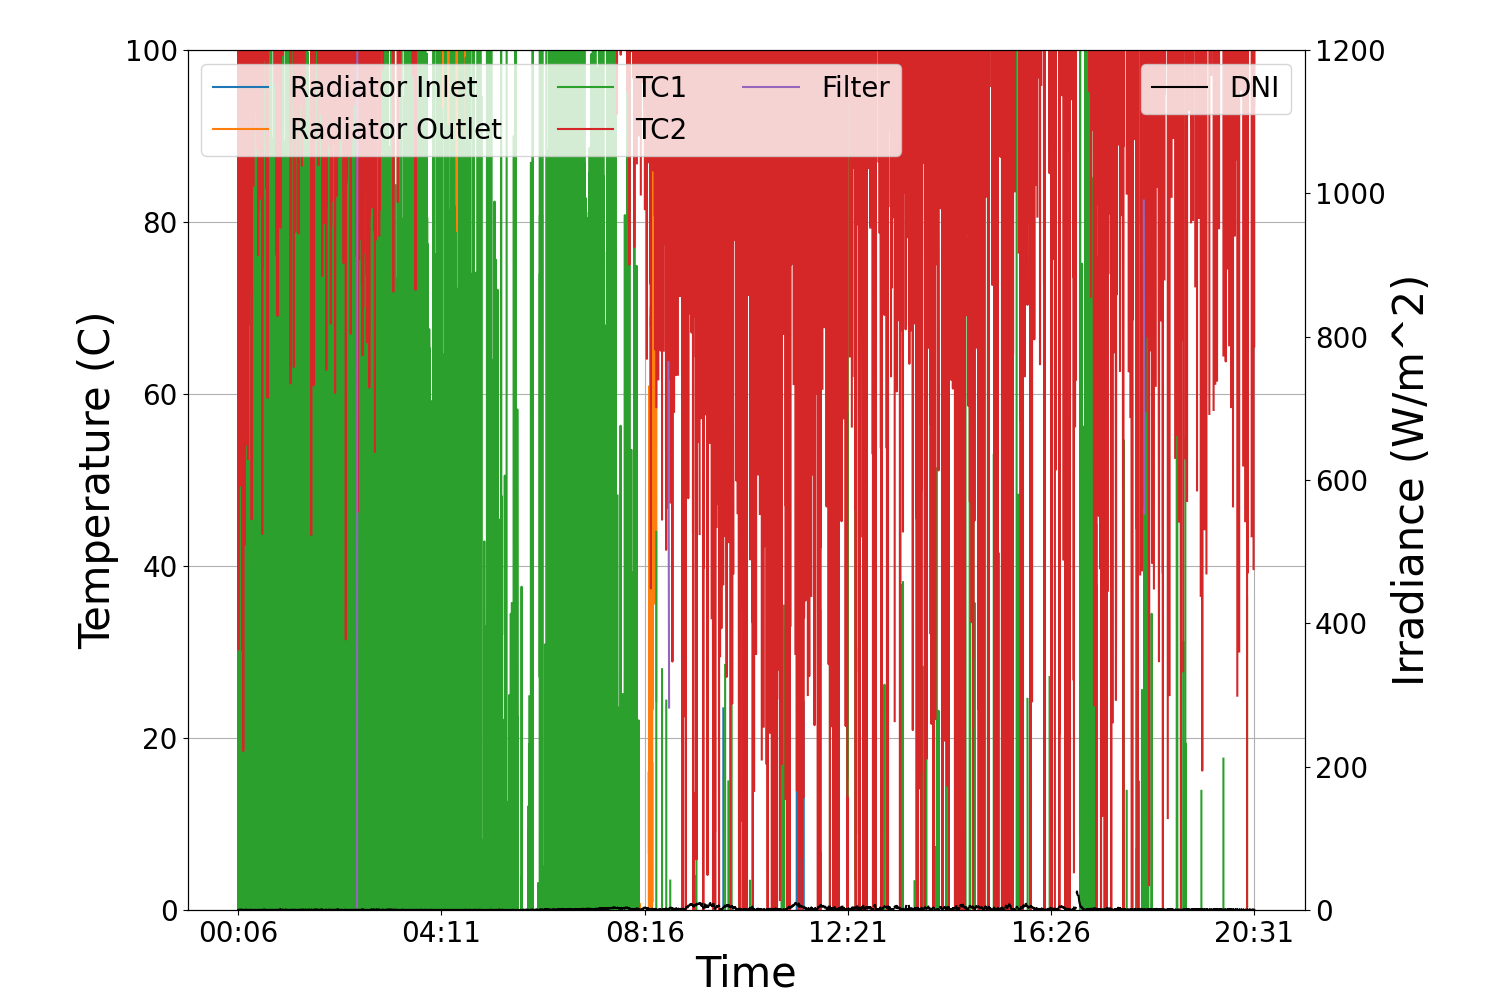 100
80
60
40
20
0
Temperature (C)
Radiator Inlet
Radiator Outlet
TC1
TC2
Filter
DNI
1200
1000
800
600
400
200
0
Irradiance (W/m^2)
00:06 04:11 08:16 12:21 16:26 20:31
Time